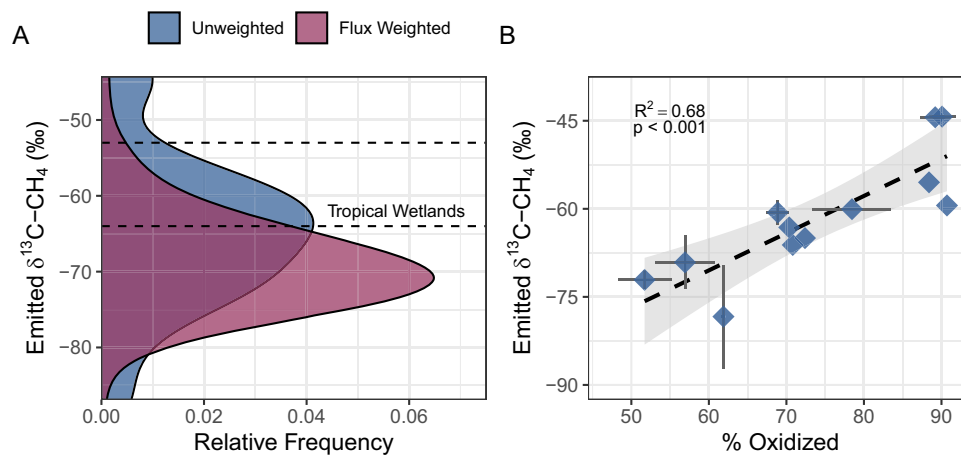 A
Unweighted
Flux Weighted
B
Emitted δ¹³C−CH₄ (‰)
−50
−60
−70
−80
Tropical Wetlands
0.00
0.02
0.04
0.06
Relative Frequency
Emitted δ¹³C−CH₄ (‰)
−45
−60
−75
−90
R² = 0.68
p < 0.001
50
60
70
80
90
% Oxidized